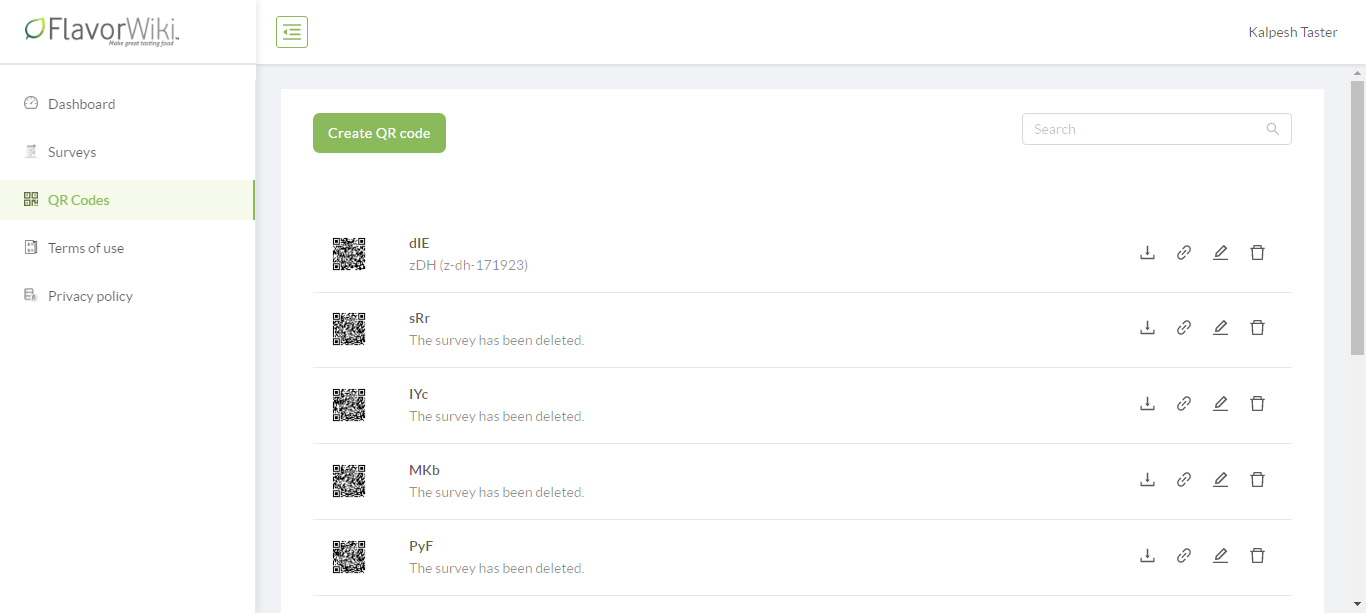 FlavorWiki
Make great tasting food
Kalpesh Taster
Dashboard
Surveys
QR Codes
Terms of use
Privacy policy
Create QR code
Search
dIE
zDH (z-dh-171923)
sRr
The survey has been deleted.
IYc
The survey has been deleted.
MKb
The survey has been deleted.
PyF
The survey has been deleted.